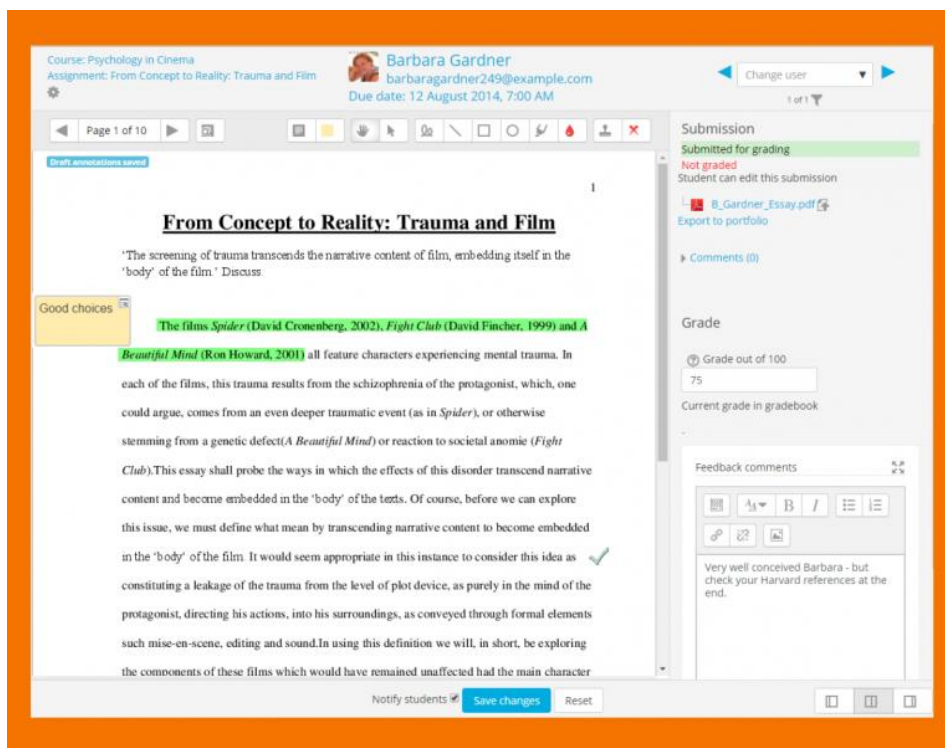 Course: Psychology in Cinema
Assignment: From Concept to Reality: Trauma and Film
Barbara Gardner
barbaragardner249@example.com
Due date: 12 August 2014, 7:00 AM
Change user
1 of 1
Page 1 of 10
Draft annotations saved
1
From Concept to Reality: Trauma and Film
'The screening of trauma transcends the narrative content of film, embedding itself in the
'body' of the film.' Discuss.
Good choices
The films Spider (David Cronenberg, 2002), Fight Club (David Fincher, 1999) and A
Beautiful Mind (Ron Howard, 2001) all feature characters experiencing mental trauma. In
each of the films, this trauma results from the schizophrenia of the protagonist, which, one
could argue, comes from an even deeper traumatic event (as in Spider), or otherwise
stemming from a genetic defect(A Beautiful Mind) or reaction to societal anomie (Fight
Club).This essay shall probe the ways in which the effects of this disorder transcend narrative
content and become embedded in the 'body' of the texts. Of course, before we can explore
this issue, we must define what mean by transcending narrative content to become embedded
in the 'body' of the film. It would seem appropriate in this instance to consider this idea as
constituting a leakage of the trauma from the level of plot device, as purely in the mind of the
protagonist, directing his actions, into his surroundings, as conveyed through formal elements
such mise-en-scene, editing and sound.In using this definition we will, in short, be exploring
the components of these films which would have remained unaffected had the main character
Submission
Submitted for grading
Not graded
Student can edit this submission
B_Gardner_Essay.pdf
Export to portfolio
Comments (0)
Grade
Grade out of 100
75
Current grade in gradebook
-
Feedback comments
B I
Very well conceived Barbara - but
check your Harvard references at the
end.
Notify students
Save changes
Reset